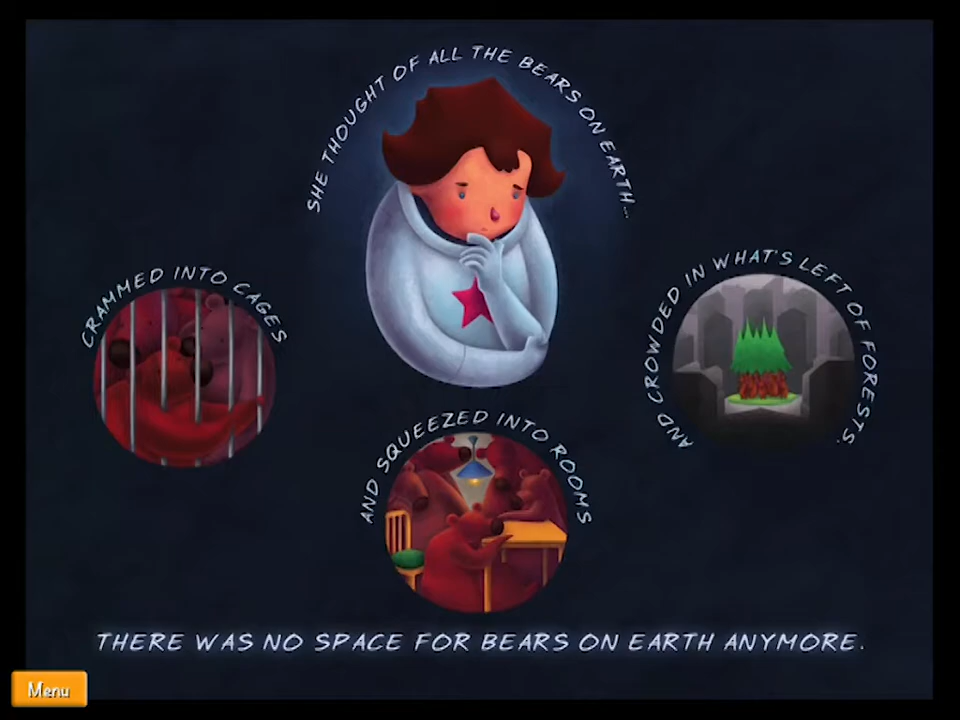 SHE THOUGHT OF ALL THE BEARS ON EARTH...
CRAMMED INTO CAGES
AND SQUEEZED INTO ROOMS
AND CROWDED IN WHAT'S LEFT OF FORESTS.
THERE WAS NO SPACE FOR BEARS ON EARTH ANYMORE.
Menu